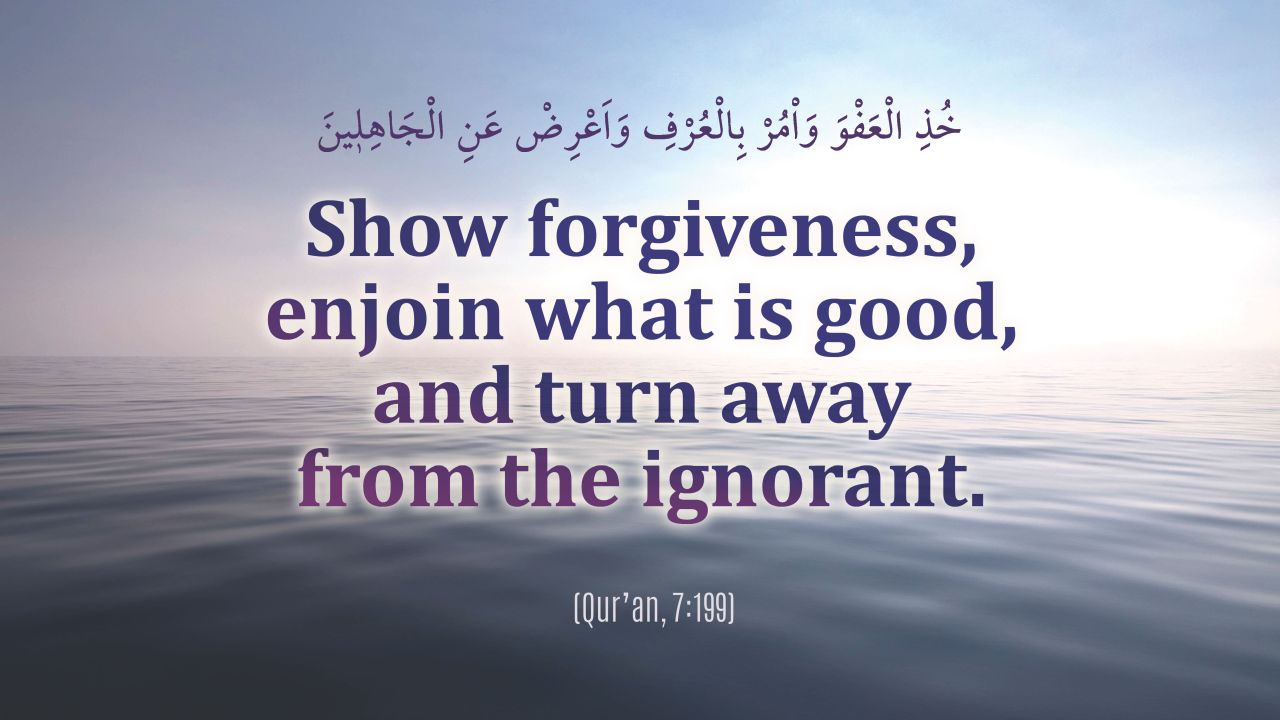 خُذِ الْعَفْوَ وَاْمُرْ بِالْعُرْفِ وَاَعْرِضْ عَنِ الْجَاهِلٖينَ
Show forgiveness,
enjoin what is good,
and turn away
from the ignorant.
(Qur’an, 7:199)